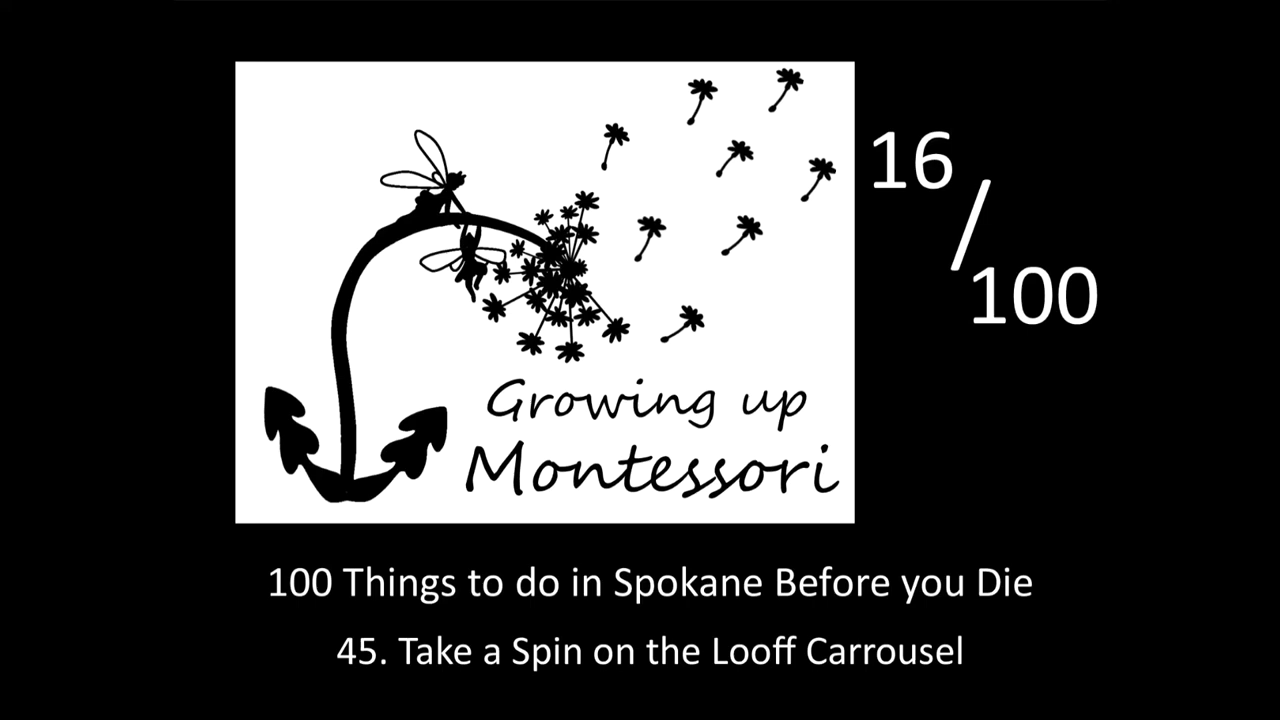 16
/
100
Growing up
Montessori
100 Things to do in Spokane Before you Die
45. Take a Spin on the Looff Carrousel